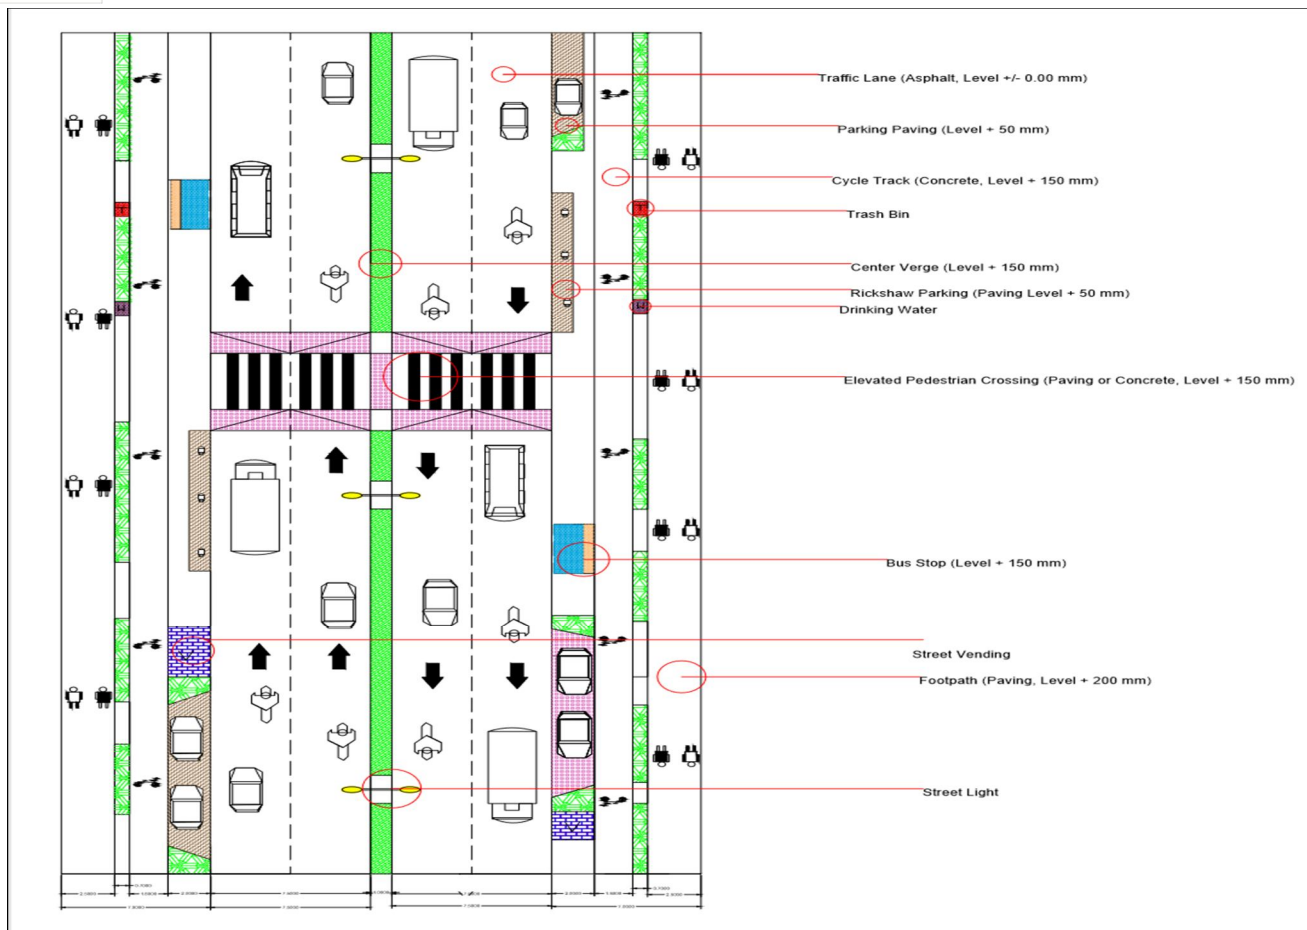 Traffic Lane (Asphalt, Level +/- 0.00 mm)
Parking Paving (Level + 50 mm)
Cycle Track (Concrete, Level + 150 mm)
Trash Bin
Center Verge (Level + 150 mm)
Rickshaw Parking (Paving Level + 50 mm)
Drinking Water
Elevated Pedestrian Crossing (Paving or Concrete, Level + 150 mm)
Bus Stop (Level + 150 mm)
Street Vending
Footpath (Paving, Level + 200 mm)
Street Light